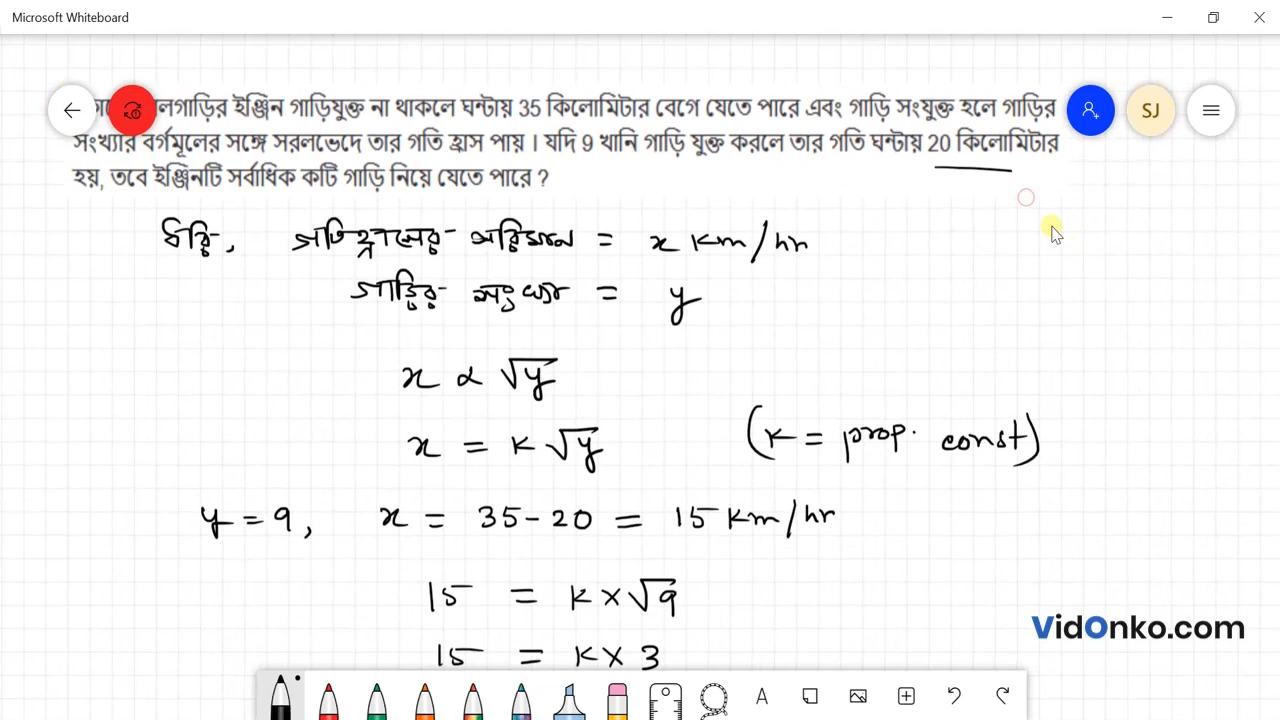 Microsoft Whiteboard
লগাড়ির ইঞ্জিন গাড়িযুক্ত না থাকলে ঘন্টায় 35 কিলোমিটার বেগে যেতে পারে এবং গাড়ি সংযুক্ত হলে গাড়ির
সংখ্যার বর্গমূলের সঙ্গে সরলভেদে তার গতি হ্রাস পায় । যদি 9 খানি গাড়ি যুক্ত করলে তার গতি ঘন্টায় 20 কিলোমিটার
হয়, তবে ইঞ্জিনটি সর্বাধিক কটি গাড়ি নিয়ে যেতে পারে ?
SJ
ধরি, গতিহ্রাসের পরিমান = x km/hr
গাড়ির সংখ্যা = y
x ∝ √y
x = k √y (k = prop. const)
y = 9, x = 35 - 20 = 15 km/hr
15 = k × √9
15 = k × 3
VidOnko.com
A